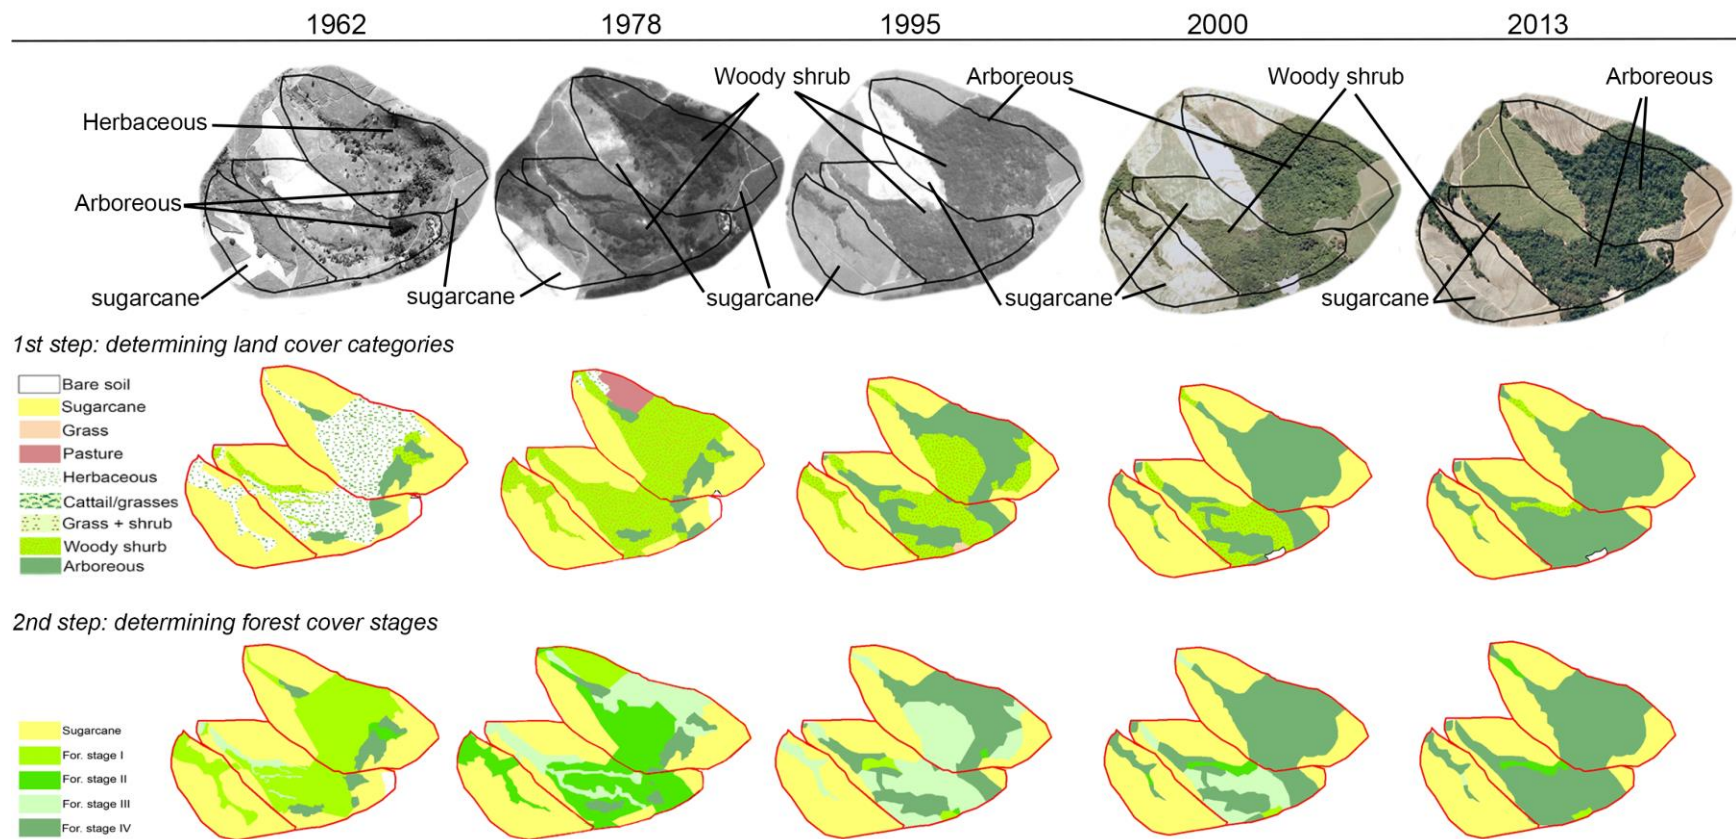 1962 1978 1995 2000 2013
Woody shrub Arboreous Woody shrub Arboreous
Herbaceous
Arboreous
sugarcane sugarcane sugarcane sugarcane sugarcane
1st step: determining land cover categories
Bare soil
Sugarcane
Grass
Pasture
Herbaceous
Cattail/grasses
Grass + shrub
Woody shurb
Arboreous
2nd step: determining forest cover stages
Sugarcane
For. stage I
For. stage II
For. stage III
For. stage IV